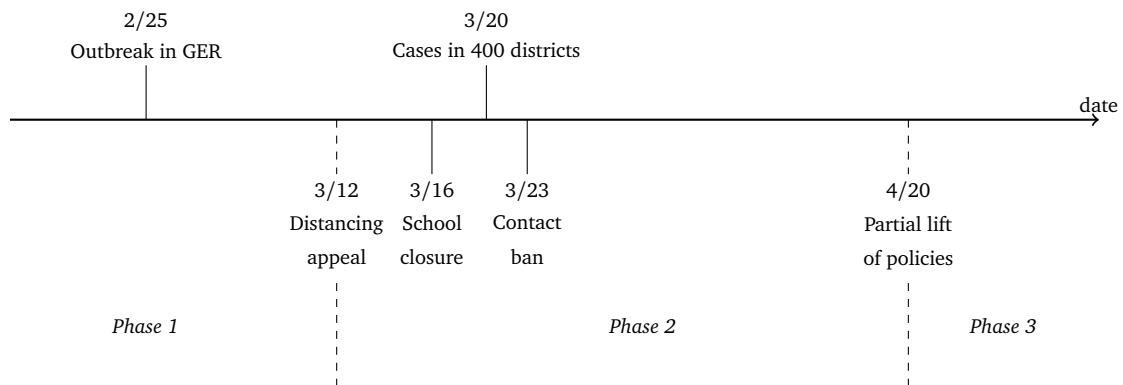 2/25
Outbreak in GER
3/20
Cases in 400 districts
date
3/12
Distancing
appeal
3/16
School
closure
3/23
Contact
ban
4/20
Partial lift
of policies
Phase 1
Phase 2
Phase 3